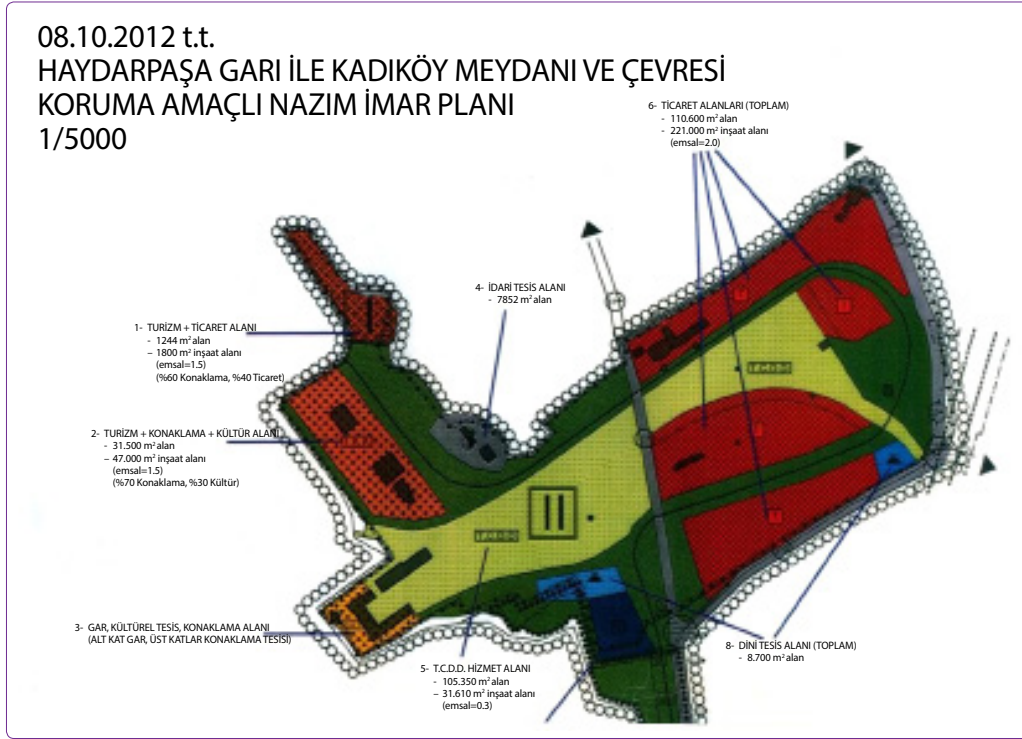 08.10.2012 t.t.
HAYDARPAŞA GARI İLE KADIKÖY MEYDANI VE ÇEVRESİ
KORUMA AMAÇLI NAZIM İMAR PLANI
1/5000
6- TİCARET ALANLARI (TOPLAM)
- 110.600 m² alan
- 221.000 m² inşaat alanı
(emsal=2.0)
4- İDARİ TESİS ALANI
- 7852 m² alan
1- TURİZM + TİCARET ALANI
- 1244 m² alan
– 1800 m² inşaat alanı
(emsal=1.5)
(%60 Konaklama, %40 Ticaret)
2- TURİZM + KONAKLAMA + KÜLTÜR ALANI
- 31.500 m² alan
– 47.000 m² inşaat alanı
(emsal=1.5)
(%70 Konaklama, %30 Kültür)
T.C.D.D
T.C.D.D
3- GAR, KÜLTÜREL TESİS, KONAKLAMA ALANI
(ALT KAT GAR, ÜST KATLAR KONAKLAMA TESİSİ)
5- T.C.D.D. HİZMET ALANI
- 105.350 m² alan
– 31.610 m² inşaat alanı
(emsal=0.3)
8- DİNİ TESİS ALANI (TOPLAM)
- 8.700 m² alan